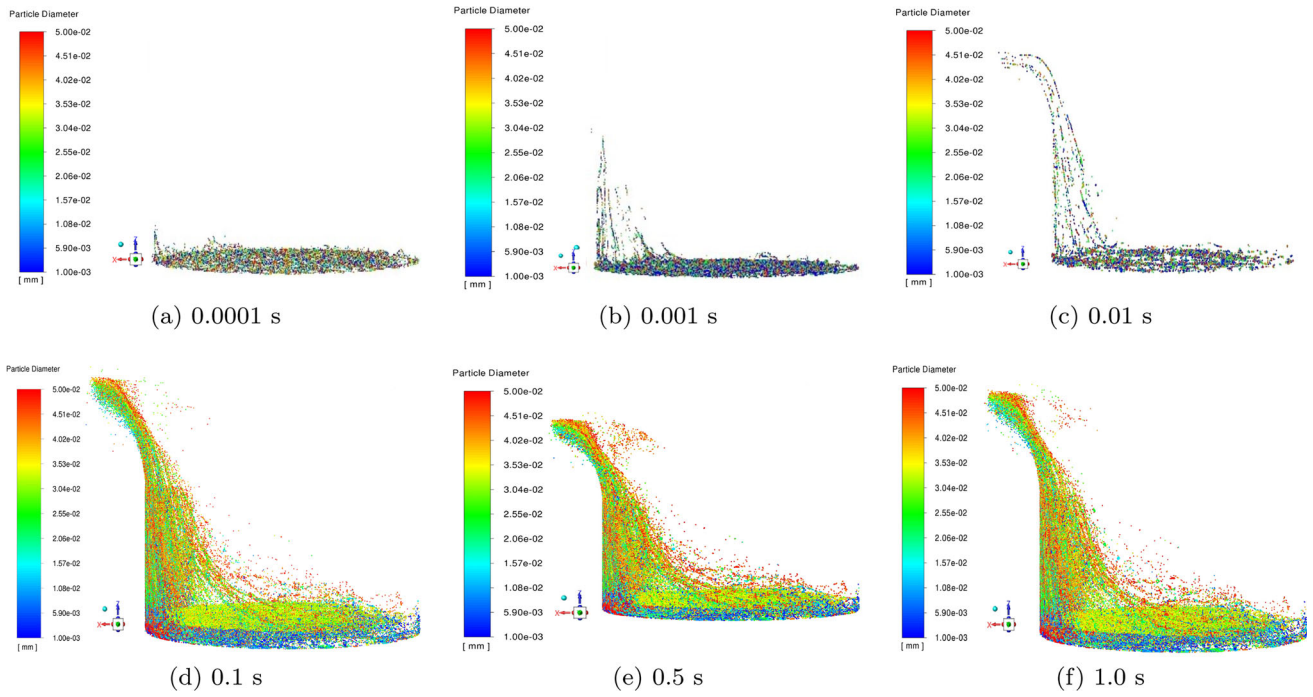 Particle Diameter
5.00e-02
4.51e-02
4.02e-02
3.53e-02
3.04e-02
2.55e-02
2.06e-02
1.57e-02
1.08e-02
5.90e-03
1.00e-03
[ mm ]
Z
X
(a) 0.0001 s
Particle Diameter
5.00e-02
4.51e-02
4.02e-02
3.53e-02
3.04e-02
2.55e-02
2.06e-02
1.57e-02
1.08e-02
5.90e-03
1.00e-03
[ mm ]
Z
X
(b) 0.001 s
Particle Diameter
5.00e-02
4.51e-02
4.02e-02
3.53e-02
3.04e-02
2.55e-02
2.06e-02
1.57e-02
1.08e-02
5.90e-03
1.00e-03
[ mm ]
Z
X
(c) 0.01 s
Particle Diameter
5.00e-02
4.51e-02
4.02e-02
3.53e-02
3.04e-02
2.55e-02
2.06e-02
1.57e-02
1.08e-02
5.90e-03
1.00e-03
[ mm ]
Z
X
(d) 0.1 s
Particle Diameter
5.00e-02
4.51e-02
4.02e-02
3.53e-02
3.04e-02
2.55e-02
2.06e-02
1.57e-02
1.08e-02
5.90e-03
1.00e-03
[ mm ]
Z
X
(e) 0.5 s
Particle Diameter
5.00e-02
4.51e-02
4.02e-02
3.53e-02
3.04e-02
2.55e-02
2.06e-02
1.57e-02
1.08e-02
5.90e-03
1.00e-03
[ mm ]
Z
X
(f) 1.0 s